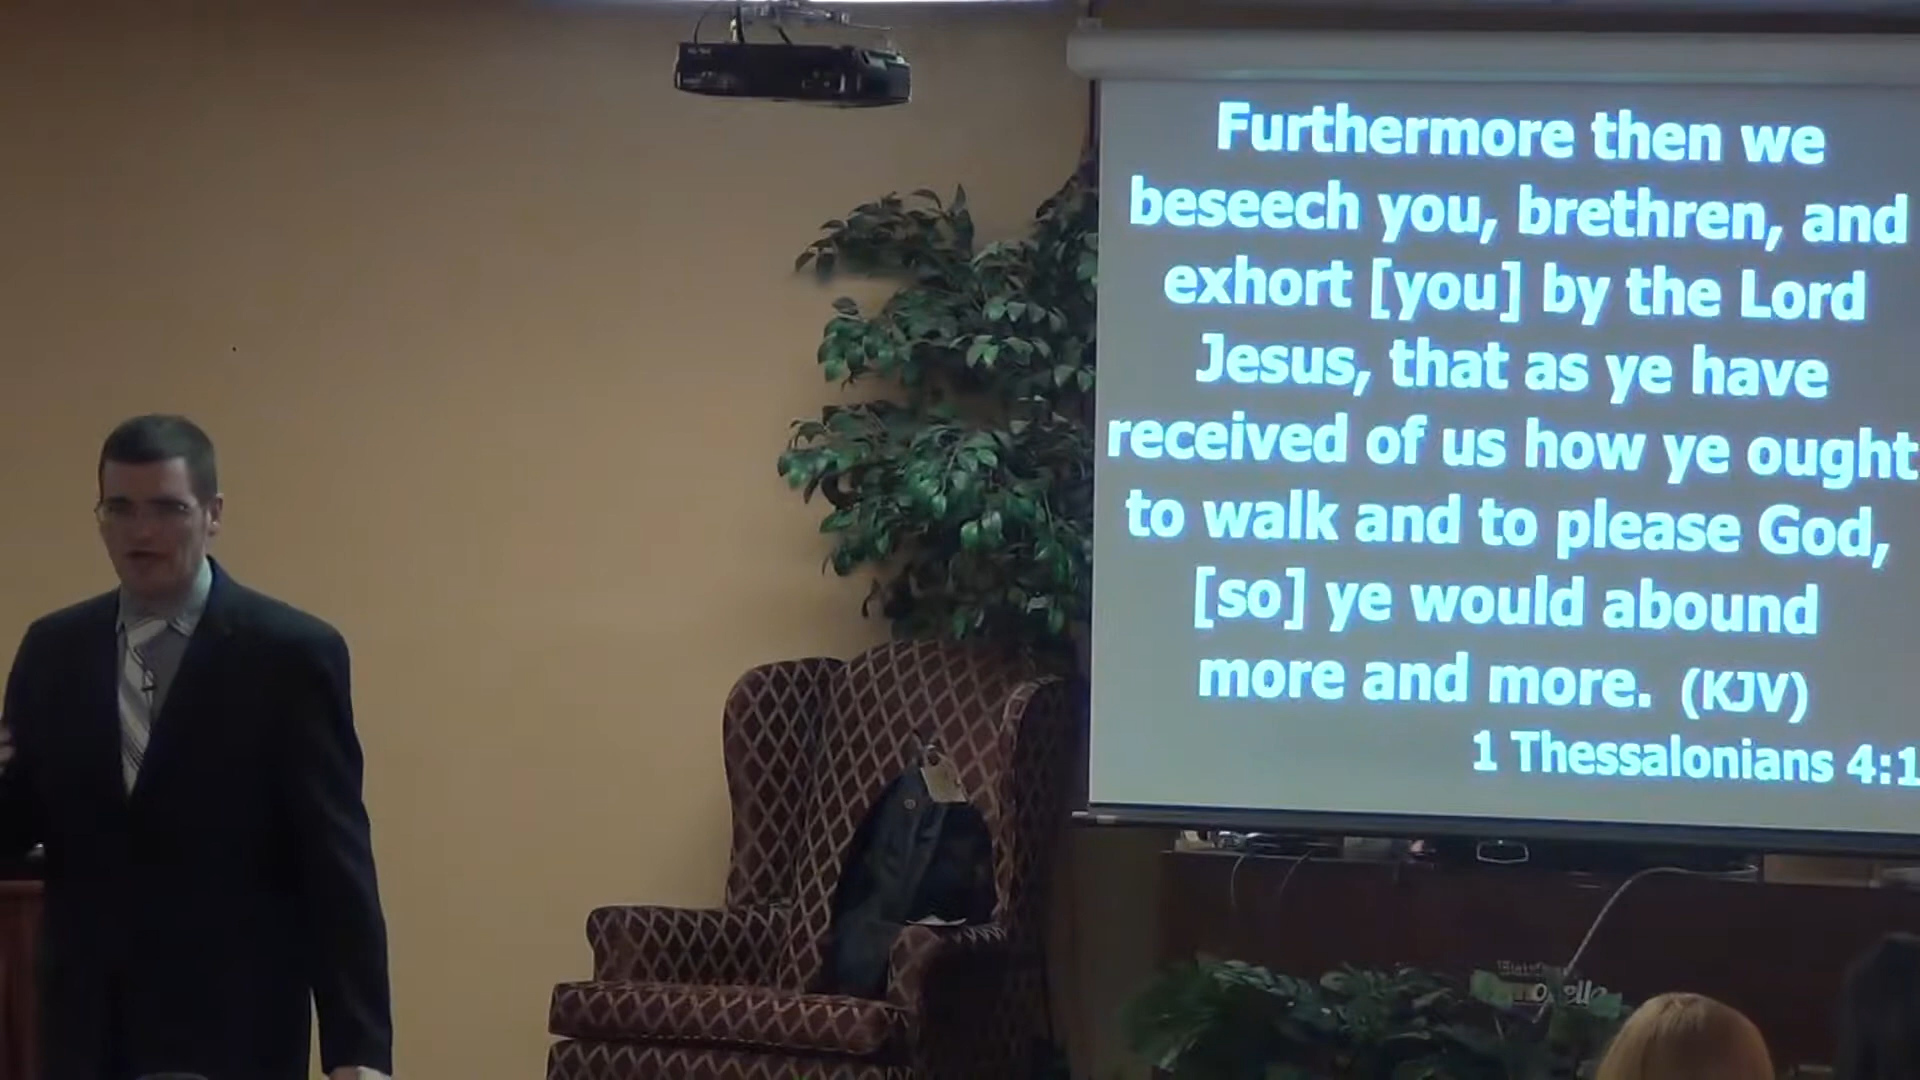 Furthermore then we
beseech you, brethren, and
exhort [you] by the Lord
Jesus, that as ye have
received of us how ye ought
to walk and to please God,
[so] ye would abound
more and more. (KJV)
1 Thessalonians 4:1